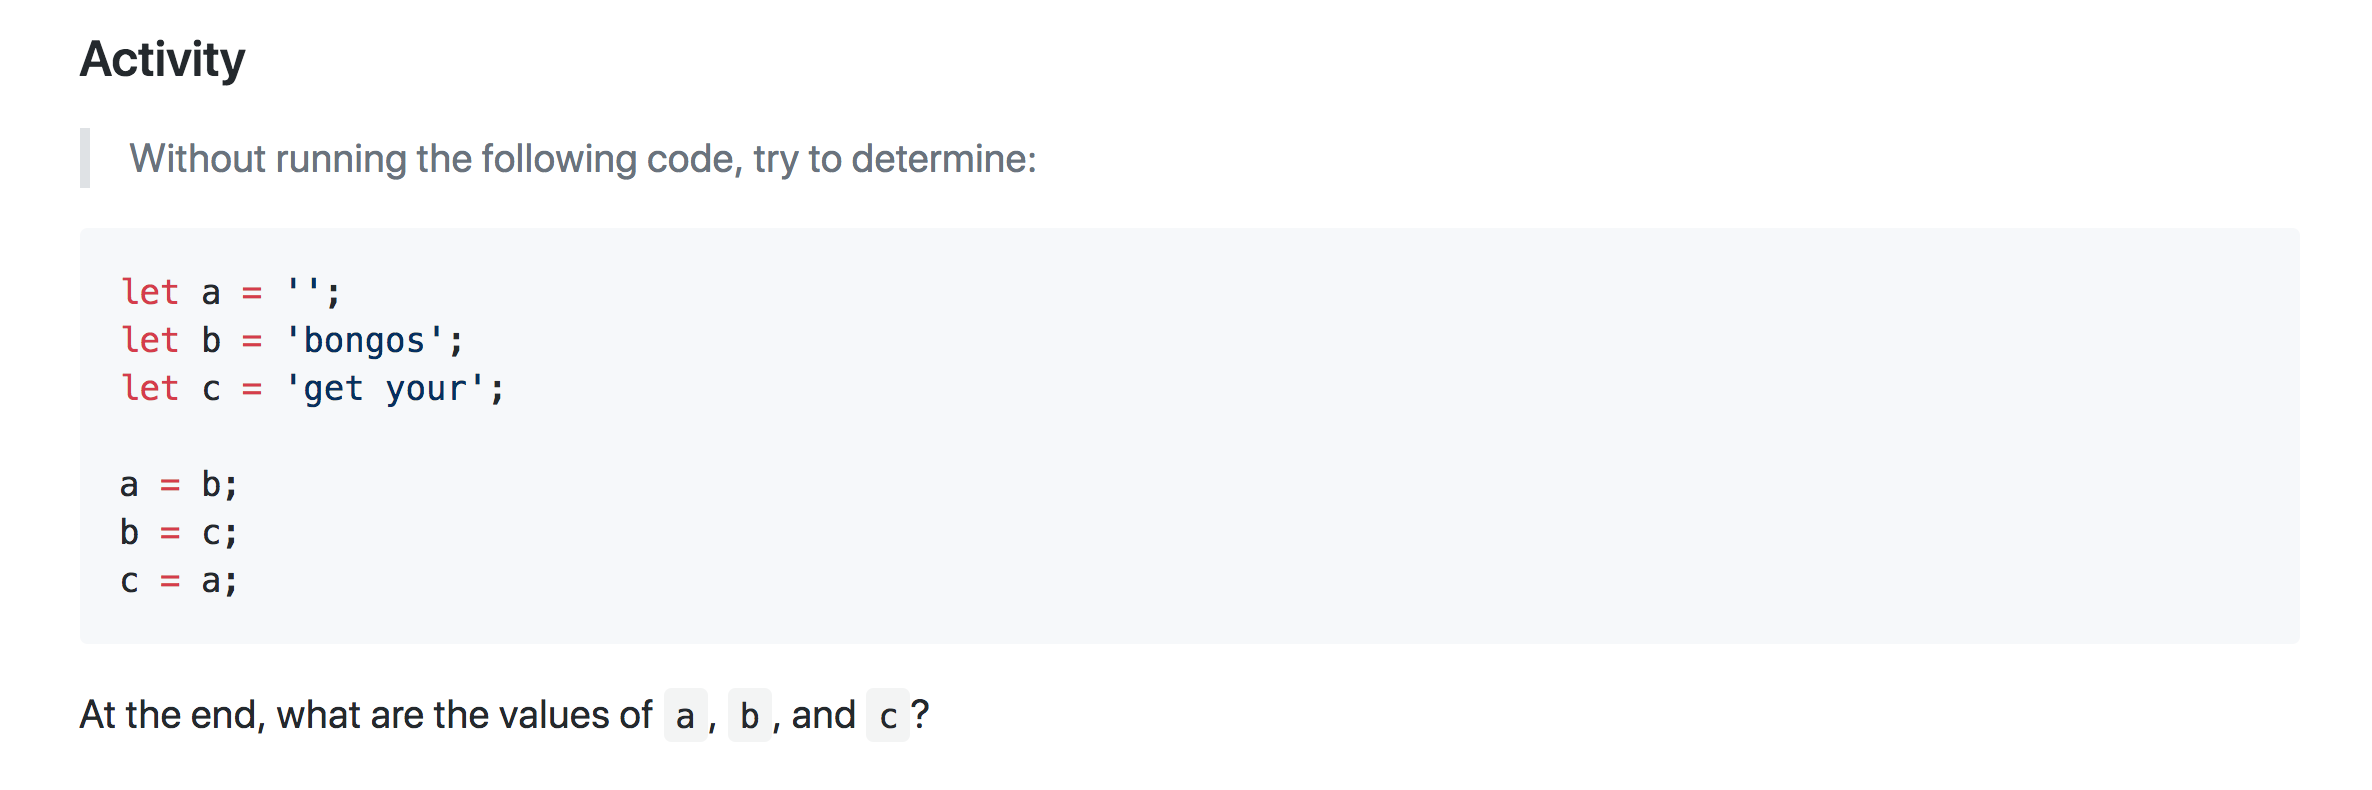 Activity
Without running the following code, try to determine:
let a = '';
let b = 'bongos';
let c = 'get your';
a = b;
b = c;
c = a;
At the end, what are the values of a, b, and c?